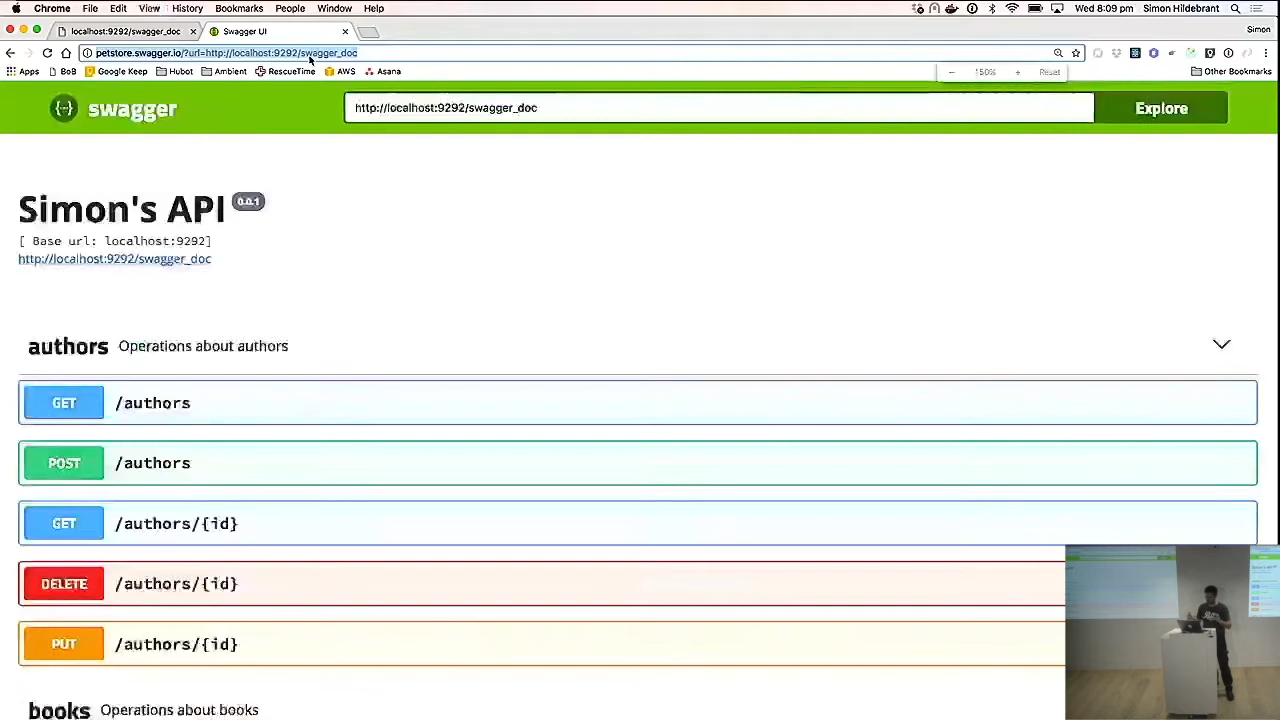 Chrome File Edit View History Bookmarks People Window Help Wed 8:09 pm Simon Hildebrant
localhost:9292/swagger_doc Swagger UI Simon
petstore.swagger.io/?url=http://localhost:9292/swagger_doc
Apps BoB Google Keep Hubot Ambient RescueTime AWS Asana Other Bookmarks
150% Reset
swagger http://localhost:9292/swagger_doc Explore
Simon's API 0.0.1
[ Base url: localhost:9292]
http://localhost:9292/swagger_doc
authors Operations about authors
GET /authors
POST /authors
GET /authors/{id}
DELETE /authors/{id}
PUT /authors/{id}
books Operations about books